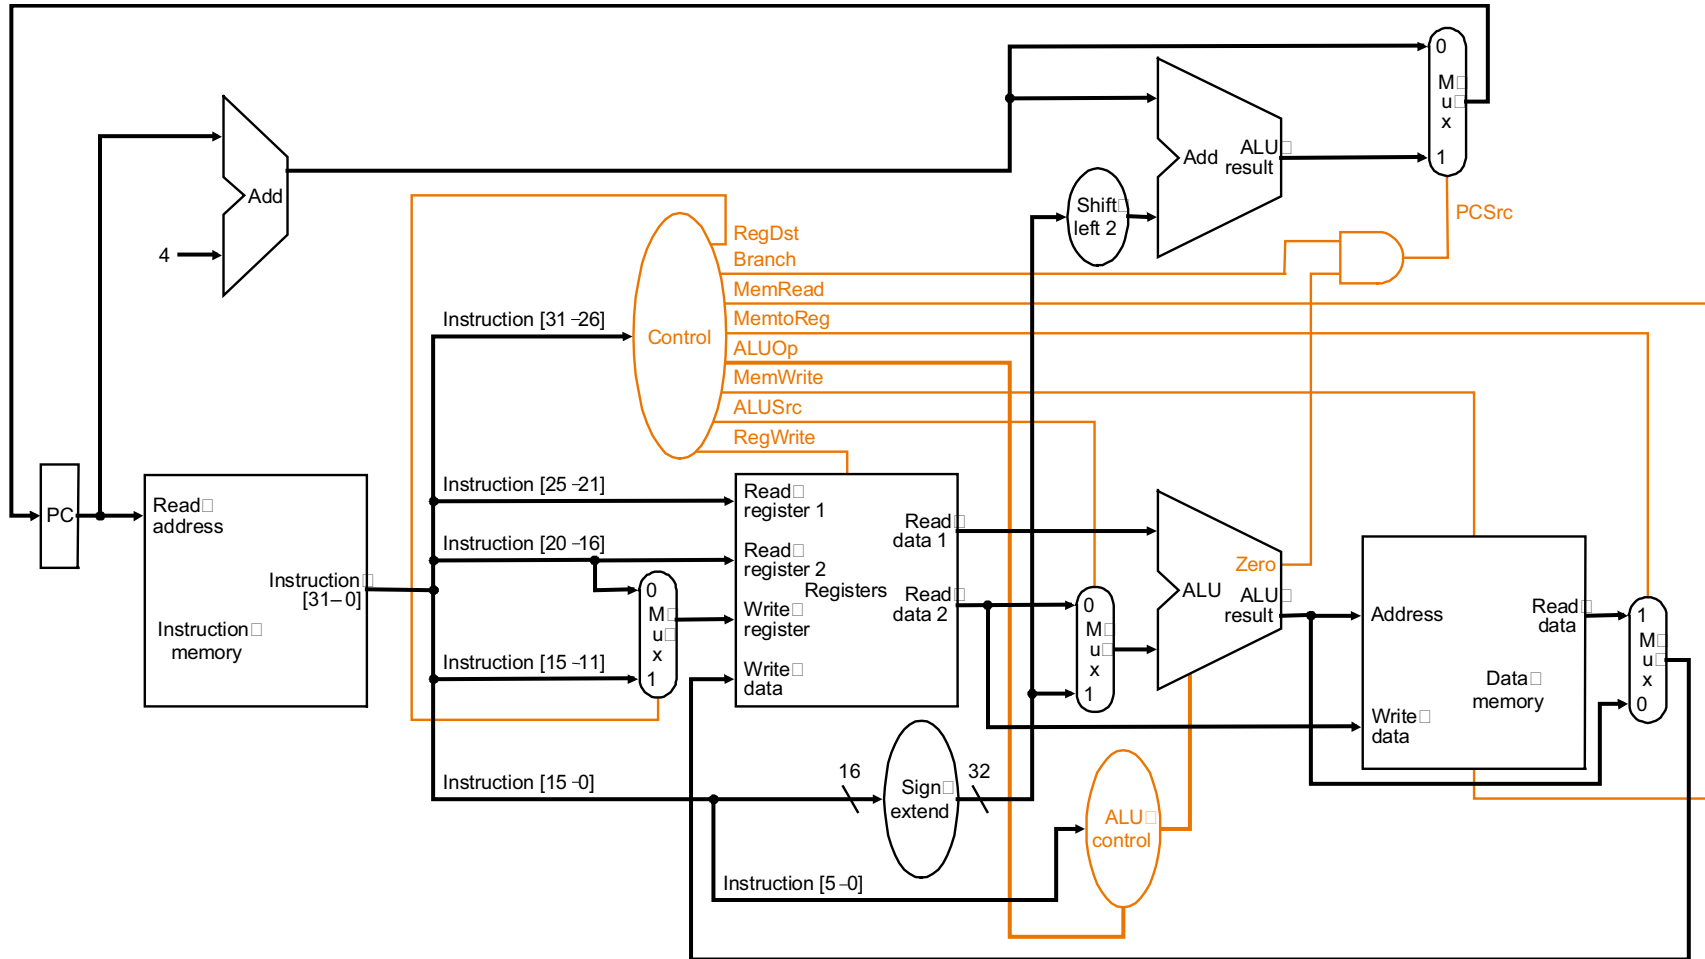 0
M
u
x
1
Add
ALU
result
Shift
left 2
PCSrc
Add
4
RegDst
Branch
MemRead
MemtoReg
ALUOp
MemWrite
ALUSrc
RegWrite
Control
Instruction [31–26]
Instruction [25–21]
Instruction [20–16]
Instruction [15–11]
Instruction [15–0]
Instruction [5–0]
PC
Read
address
Instruction
[31–0]
Instruction
memory
0
M
u
x
1
Read
register 1
Read
register 2
Write
register
Write
data
Registers
Read
data 1
Read
data 2
0
M
u
x
1
Zero
ALU
ALU
result
Address
Read
data
Write
data
Data
memory
1
M
u
x
0
16
Sign
extend
32
ALU
control